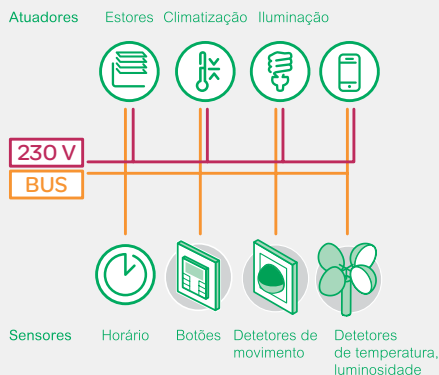 Atuadores Estores Climatização Iluminação
230 V
BUS
Sensores Horário Botões Detetores de movimento Detetores de temperatura, luminosidade